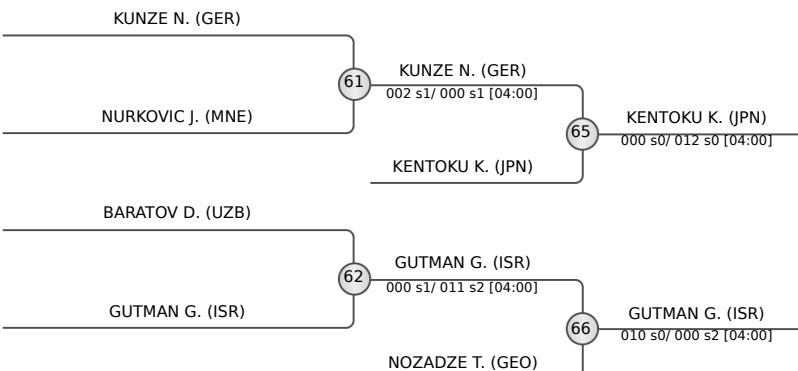 KUNZE N. (GER)
61
KUNZE N. (GER)
002 s1/ 000 s1 [04:00]
NURKOVIC J. (MNE)
65
KENTOKU K. (JPN)
000 s0/ 012 s0 [04:00]
KENTOKU K. (JPN)
BARATOV D. (UZB)
62
GUTMAN G. (ISR)
000 s1/ 011 s2 [04:00]
GUTMAN G. (ISR)
66
GUTMAN G. (ISR)
010 s0/ 000 s2 [04:00]
NOZADZE T. (GEO)